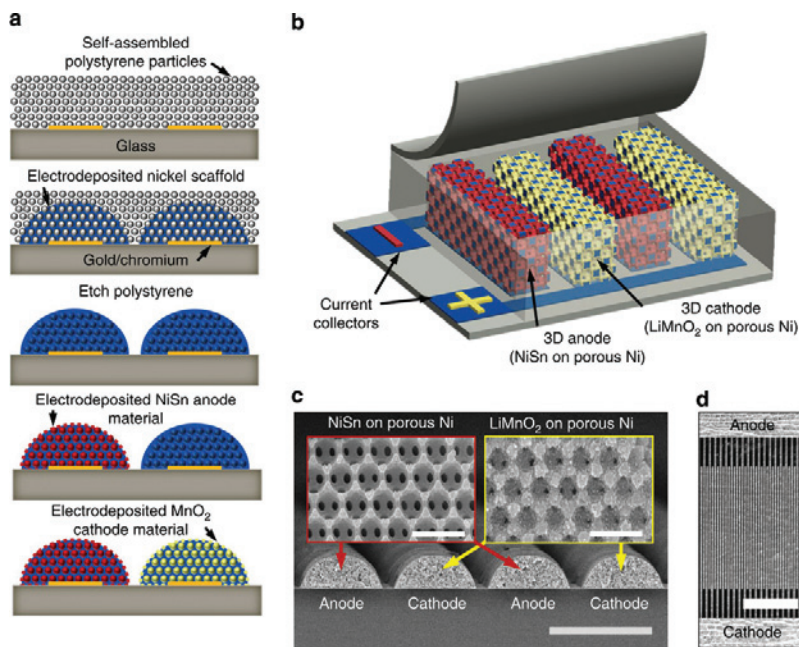 a
Self-assembled
polystyrene particles
Glass
Electrodeposited nickel scaffold
Gold/chromium
Etch polystyrene
Electrodeposited NiSn anode
material
Electrodeposited MnO2
cathode material
b
Current
collectors
3D anode
(NiSn on porous Ni)
3D cathode
(LiMnO2 on porous Ni)
c
NiSn on porous Ni
LiMnO2 on porous Ni
Anode
Cathode
Anode
Cathode
d
Anode
Cathode